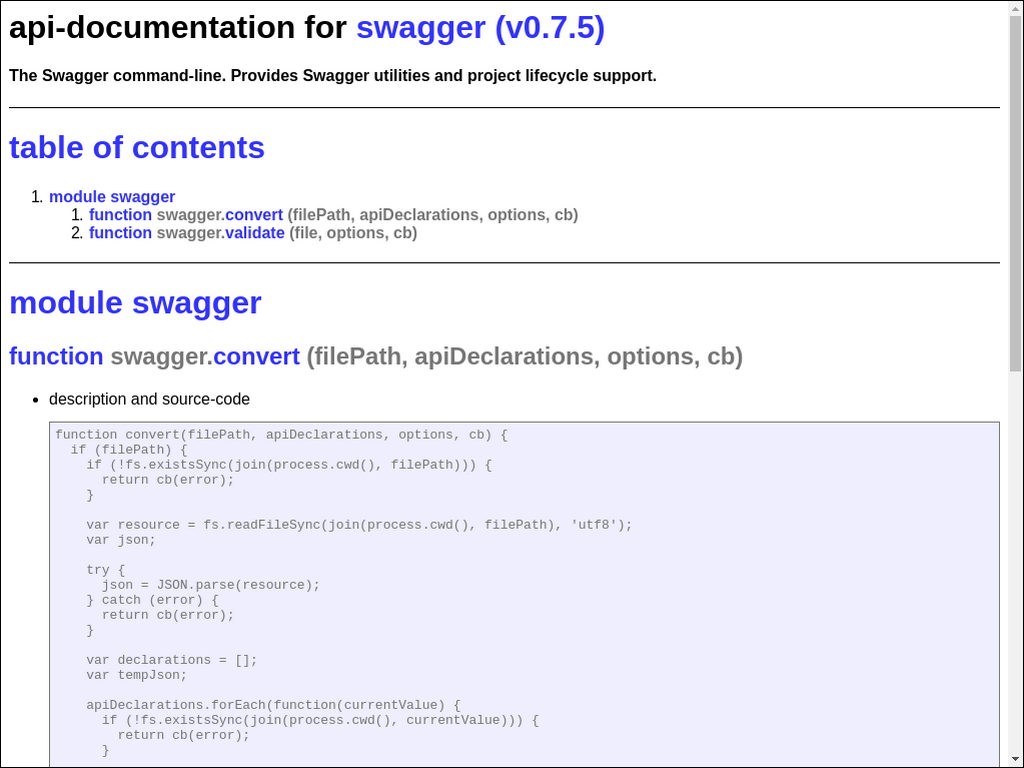 api-documentation for swagger (v0.7.5)
The Swagger command-line. Provides Swagger utilities and project lifecycle support.
table of contents
1. module swagger
1. function swagger.convert (filePath, apiDeclarations, options, cb)
2. function swagger.validate (file, options, cb)
module swagger
function swagger.convert (filePath, apiDeclarations, options, cb)
• description and source-code
function convert(filePath, apiDeclarations, options, cb) {
  if (filePath) {
    if (!fs.existsSync(join(process.cwd(), filePath))) {
      return cb(error);
    }
    var resource = fs.readFileSync(join(process.cwd(), filePath), 'utf8');
    var json;
    try {
      json = JSON.parse(resource);
    } catch (error) {
      return cb(error);
    }
    var declarations = [];
    var tempJson;
    apiDeclarations.forEach(function(currentValue) {
      if (!fs.existsSync(join(process.cwd(), currentValue))) {
        return cb(error);
      }